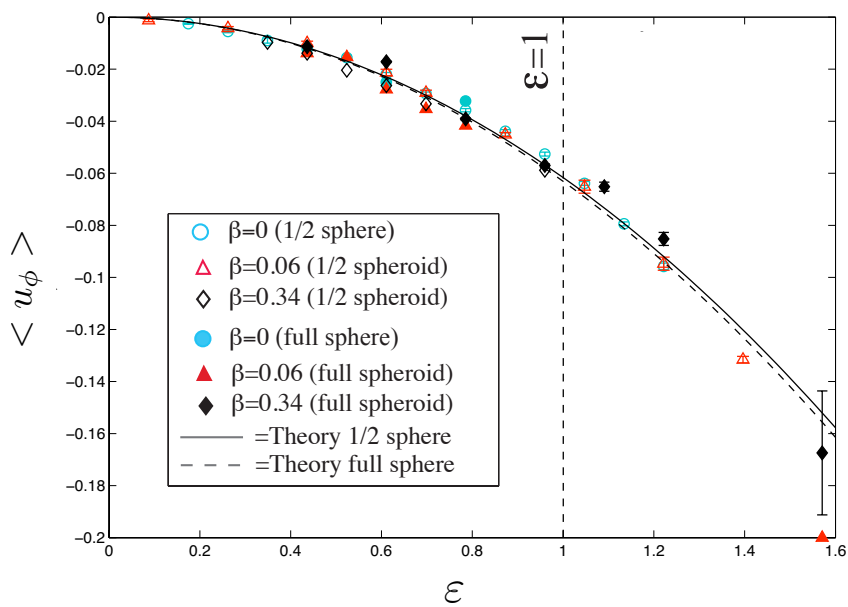 0
−0.02
−0.04
−0.06
−0.08
−0.1
−0.12
−0.14
−0.16
−0.18
−0.2
< u_ϕ >
ε=1
β=0 (1/2 sphere)
β=0.06 (1/2 spheroid)
β=0.34 (1/2 spheroid)
β=0 (full sphere)
β=0.06 (full spheroid)
β=0.34 (full spheroid)
=Theory 1/2 sphere
=Theory full sphere
0 0.2 0.4 0.6 0.8 1 1.2 1.4 1.6
ε